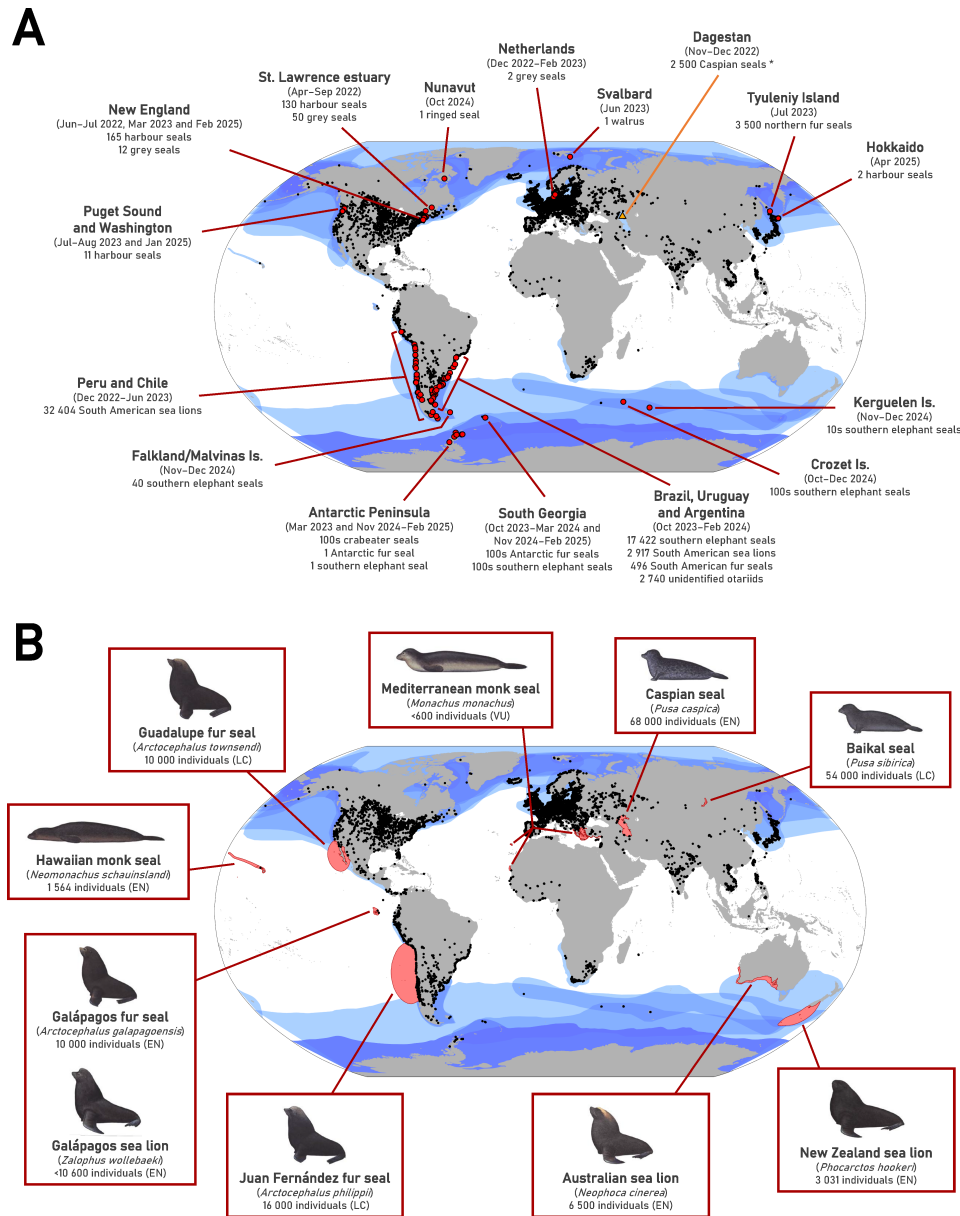 A
Dagestan
(Nov–Dec 2022)
2 500 Caspian seals *
Netherlands
(Dec 2022–Feb 2023)
2 grey seals
St. Lawrence estuary
(Apr–Sep 2022)
130 harbour seals
50 grey seals
Nunavut
(Oct 2024)
1 ringed seal
Svalbard
(Jun 2023)
1 walrus
Tyuleniy Island
(Jul 2023)
3 500 northern fur seals
New England
(Jun–Jul 2022, Mar 2023 and Feb 2025)
165 harbour seals
12 grey seals
Hokkaido
(Apr 2025)
2 harbour seals
Puget Sound
and Washington
(Jul–Aug 2023 and Jan 2025)
11 harbour seals
Peru and Chile
(Dec 2022–Jun 2023)
32 404 South American sea lions
Kerguelen Is.
(Nov–Dec 2024)
10s southern elephant seals
Falkland/Malvinas Is.
(Nov–Dec 2024)
40 southern elephant seals
Crozet Is.
(Oct–Dec 2024)
100s southern elephant seals
Antarctic Peninsula
(Mar 2023 and Nov 2024–Feb 2025)
100s crabeater seals
1 Antarctic fur seal
1 southern elephant seal
South Georgia
(Oct 2023–Mar 2024 and
Nov 2024–Feb 2025)
100s Antarctic fur seals
100s southern elephant seals
Brazil, Uruguay
and Argentina
(Oct 2023–Feb 2024)
17 422 southern elephant seals
2 917 South American sea lions
496 South American fur seals
2 740 unidentified otariids
B
Guadalupe fur seal
(Arctocephalus townsendi)
10 000 individuals (LC)
Mediterranean monk seal
(Monachus monachus)
<600 individuals (VU)
Caspian seal
(Pusa caspica)
68 000 individuals (EN)
Baikal seal
(Pusa sibirica)
54 000 individuals (LC)
Hawaiian monk seal
(Neomonachus schauinslandi)
1 564 individuals (EN)
Galápagos fur seal
(Arctocephalus galapagoensis)
10 000 individuals (EN)
Galápagos sea lion
(Zalophus wollebaeki)
<10 600 individuals (EN)
Juan Fernández fur seal
(Arctocephalus philippii)
16 000 individuals (LC)
Australian sea lion
(Neophoca cinerea)
6 500 individuals (EN)
New Zealand sea lion
(Phocarctos hookeri)
3 031 individuals (EN)